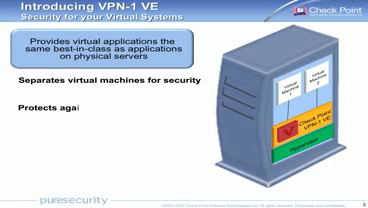 Introducing VPN-1 VE
Security for your Virtual Systems
Check Point
Provides virtual applications the
same best-in-class as applications
on physical servers
Separates virtual machines for security
Protects agai
Virtual
Machine
1
Virtual
Machine
2
Check Point
VPN-1 VE
Hypervisor
puresecurity
3